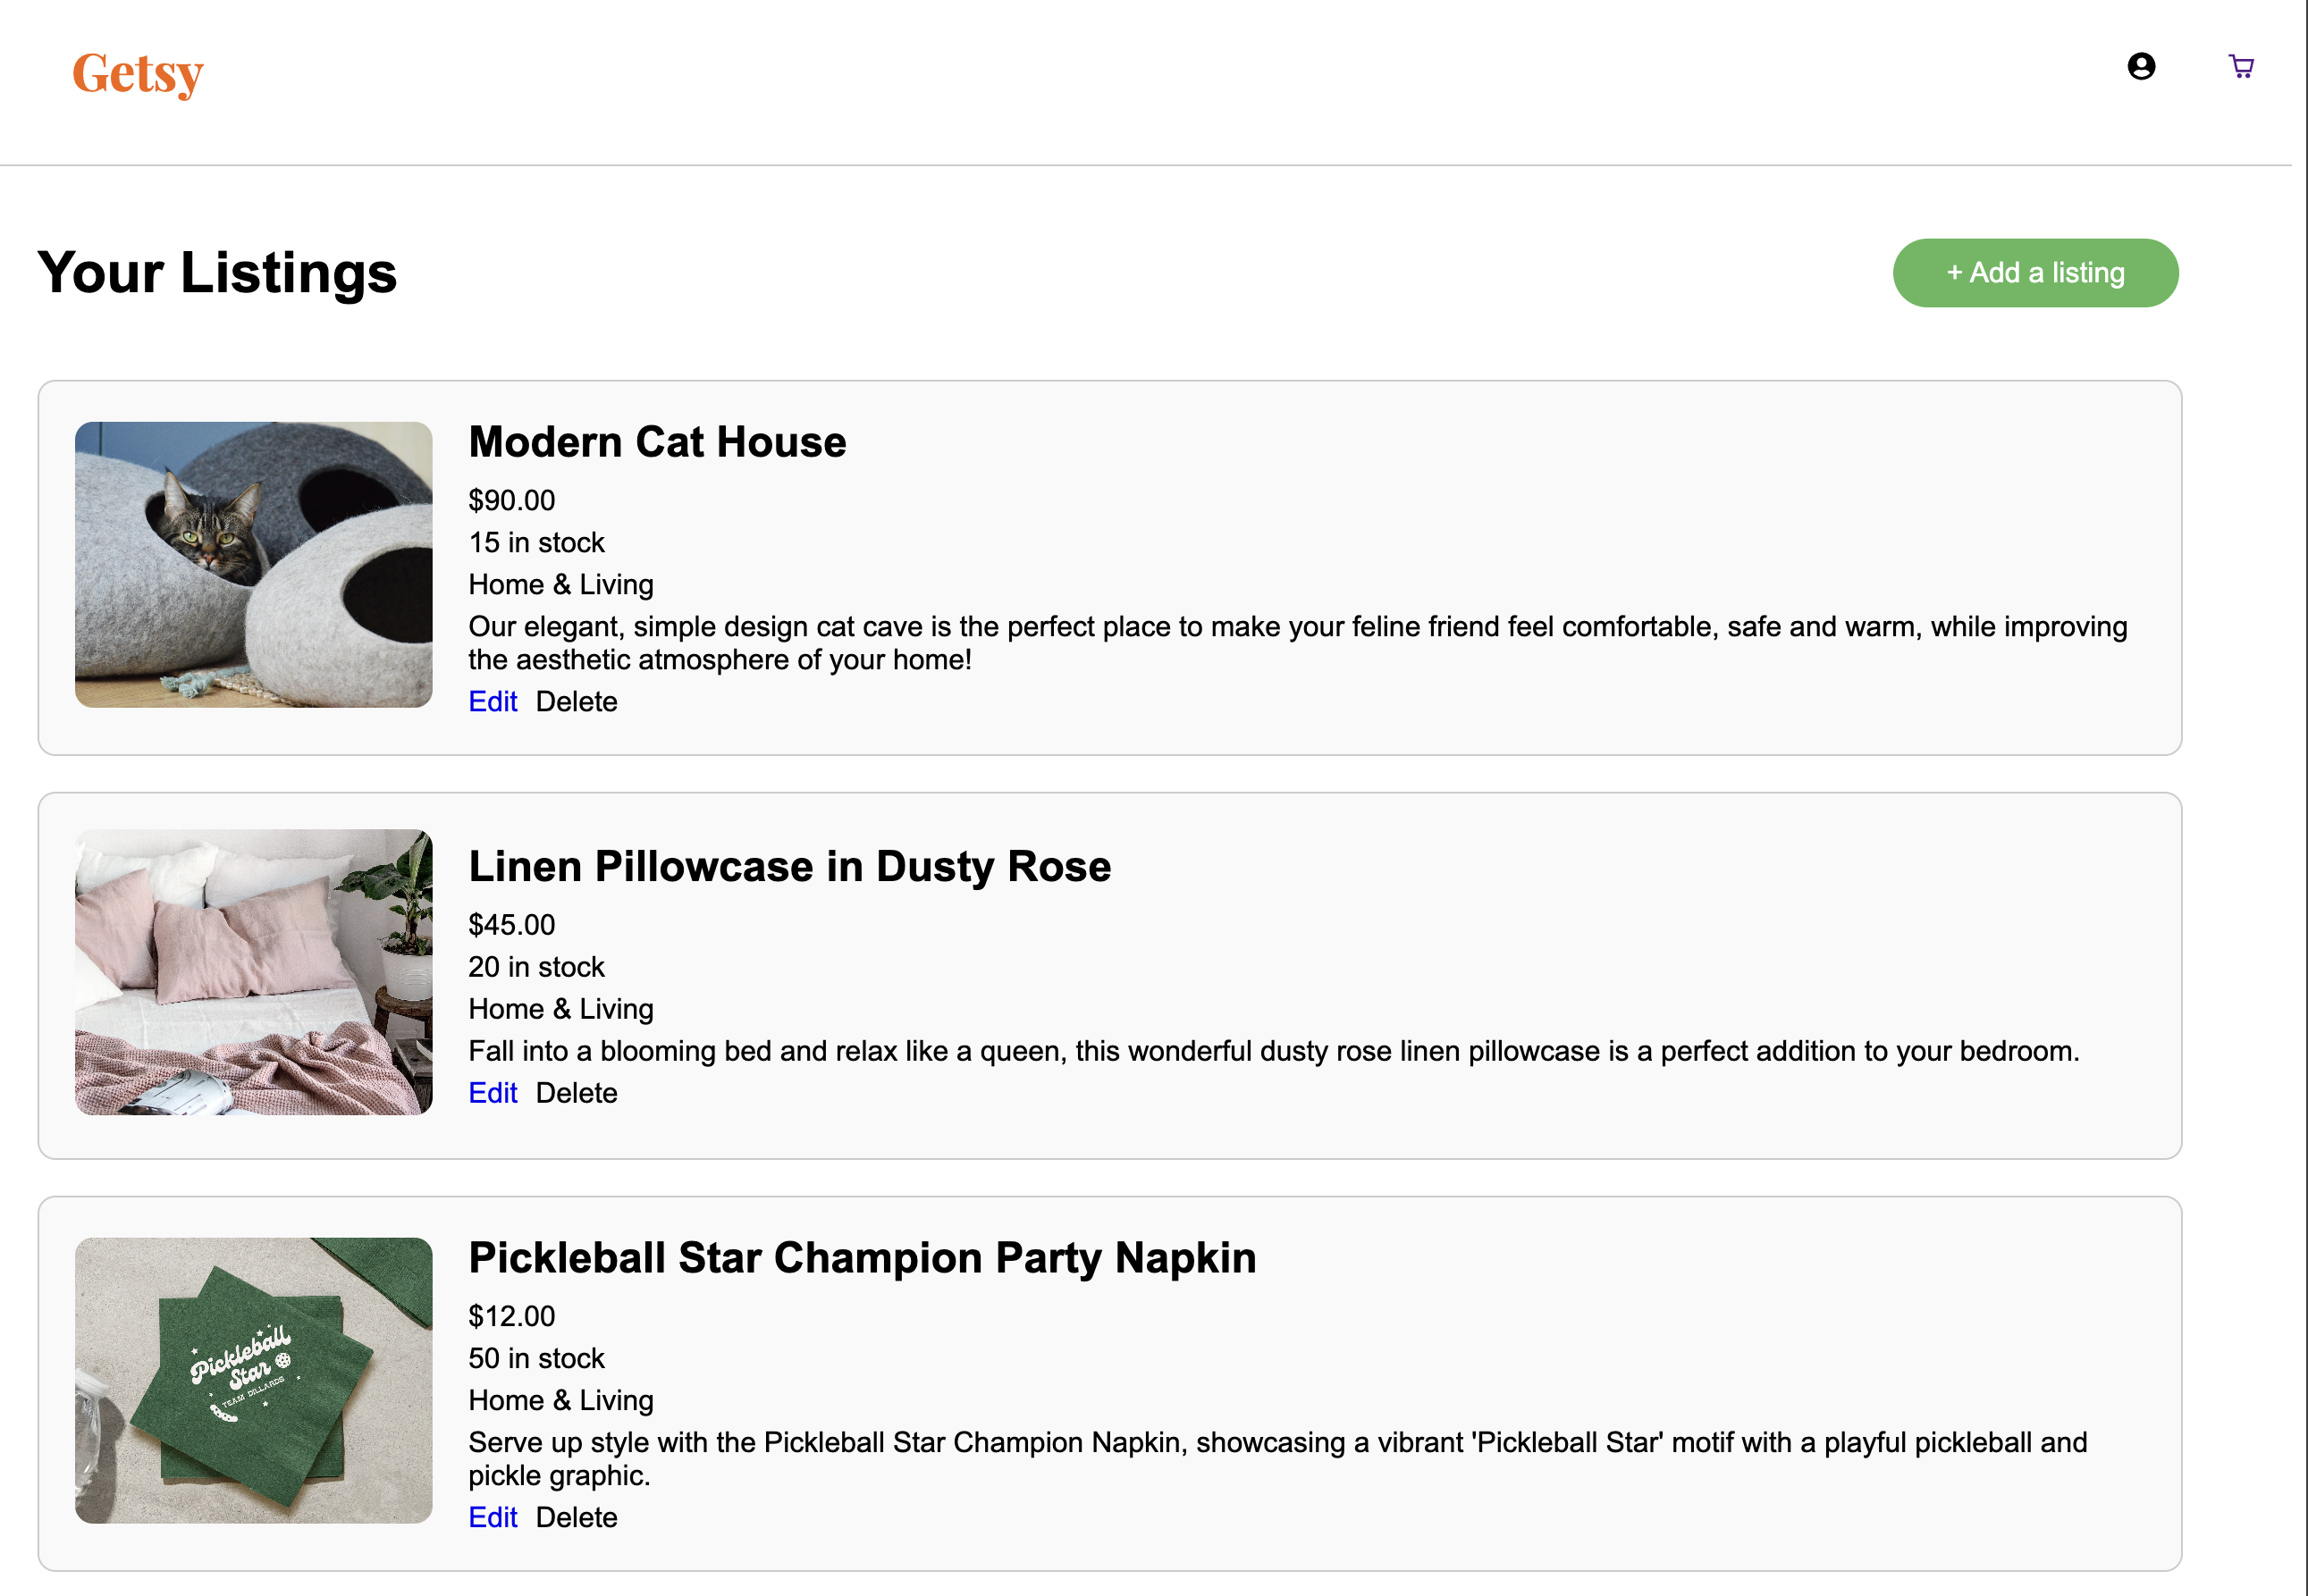 Getsy
Your Listings
+ Add a listing
Modern Cat House
$90.00
15 in stock
Home & Living
Our elegant, simple design cat cave is the perfect place to make your feline friend feel comfortable, safe and warm, while improving
the aesthetic atmosphere of your home!
Edit Delete
Linen Pillowcase in Dusty Rose
$45.00
20 in stock
Home & Living
Fall into a blooming bed and relax like a queen, this wonderful dusty rose linen pillowcase is a perfect addition to your bedroom.
Edit Delete
Pickleball
Star
TEAM DILLARDS
Pickleball Star Champion Party Napkin
$12.00
50 in stock
Home & Living
Serve up style with the Pickleball Star Champion Napkin, showcasing a vibrant 'Pickleball Star' motif with a playful pickleball and
pickle graphic.
Edit Delete